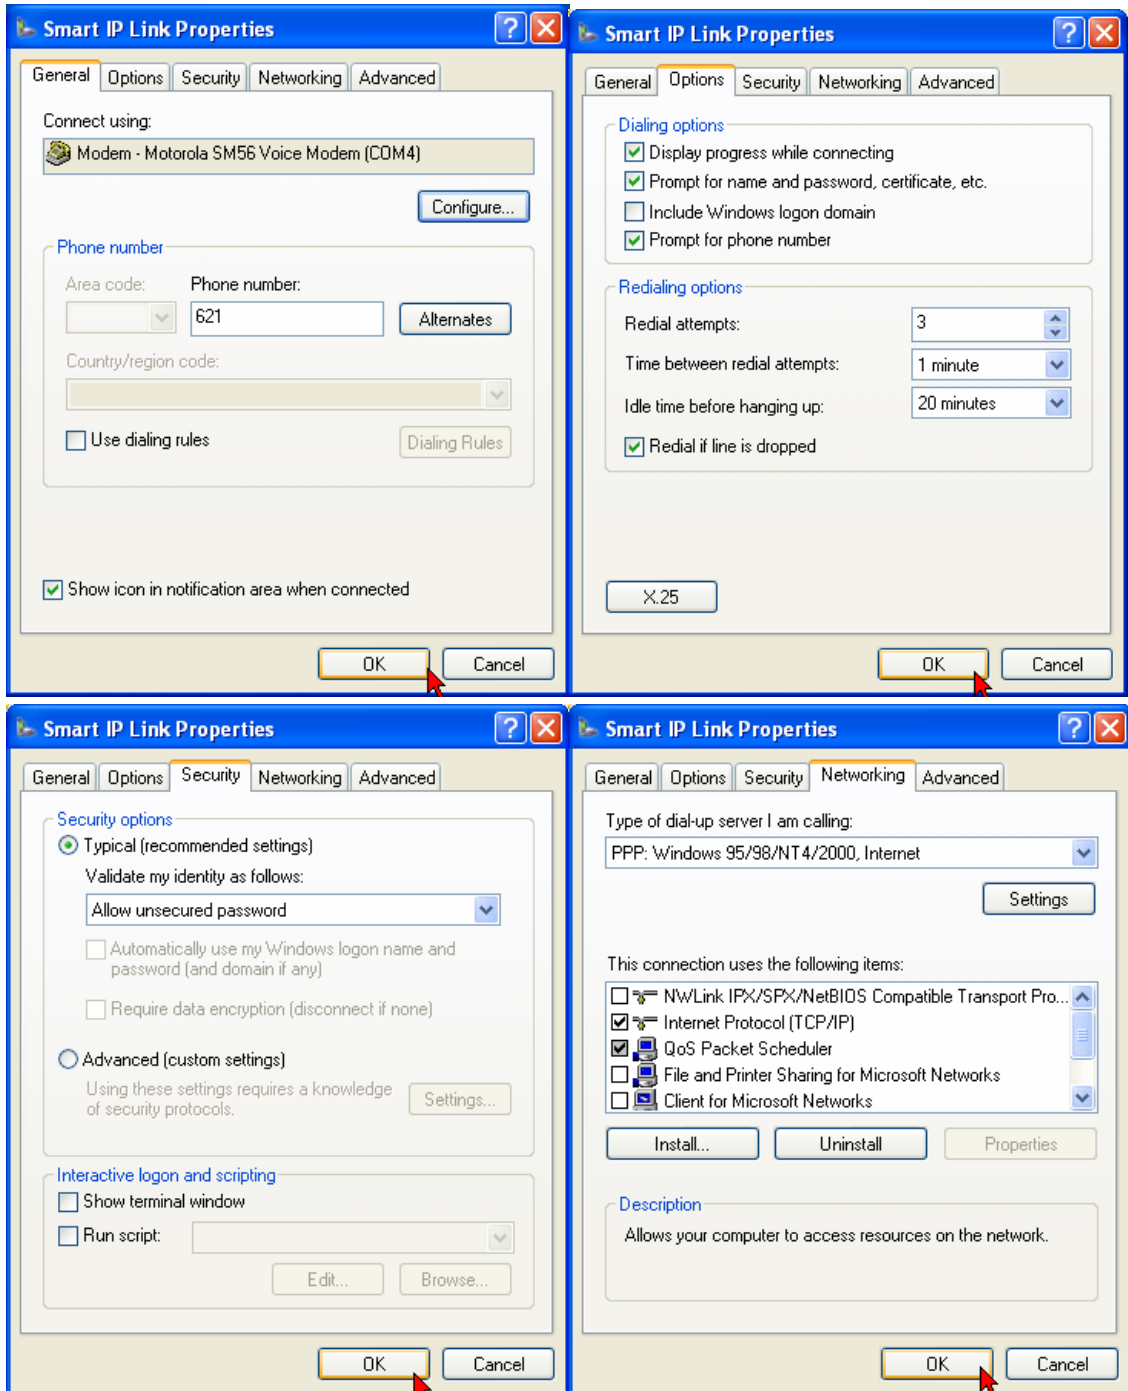 Smart IP Link Properties
General Options Security Networking Advanced
Connect using:
Modem - Motorola SM56 Voice Modem (COM4)
Configure...
Phone number
Area code: Phone number:
621
Alternates
Country/region code:
Use dialing rules
Dialing Rules
Show icon in notification area when connected
OK Cancel
Smart IP Link Properties
General Options Security Networking Advanced
Dialing options
Display progress while connecting
Prompt for name and password, certificate, etc.
Include Windows logon domain
Prompt for phone number
Redialing options
Redial attempts: 3
Time between redial attempts: 1 minute
Idle time before hanging up: 20 minutes
Redial if line is dropped
X.25
OK Cancel
Smart IP Link Properties
General Options Security Networking Advanced
Security options
Typical (recommended settings)
Validate my identity as follows:
Allow unsecured password
Automatically use my Windows logon name and
password (and domain if any)
Require data encryption (disconnect if none)
Advanced (custom settings)
Using these settings requires a knowledge
of security protocols.
Settings...
Interactive logon and scripting
Show terminal window
Run script:
Edit... Browse...
OK Cancel
Smart IP Link Properties
General Options Security Networking Advanced
Type of dial-up server I am calling:
PPP: Windows 95/98/NT4/2000, Internet
Settings
This connection uses the following items:
NWLink IPX/SPX/NetBIOS Compatible Transport Pro...
Internet Protocol (TCP/IP)
QoS Packet Scheduler
File and Printer Sharing for Microsoft Networks
Client for Microsoft Networks
Install... Uninstall Properties
Description
Allows your computer to access resources on the network.
OK Cancel